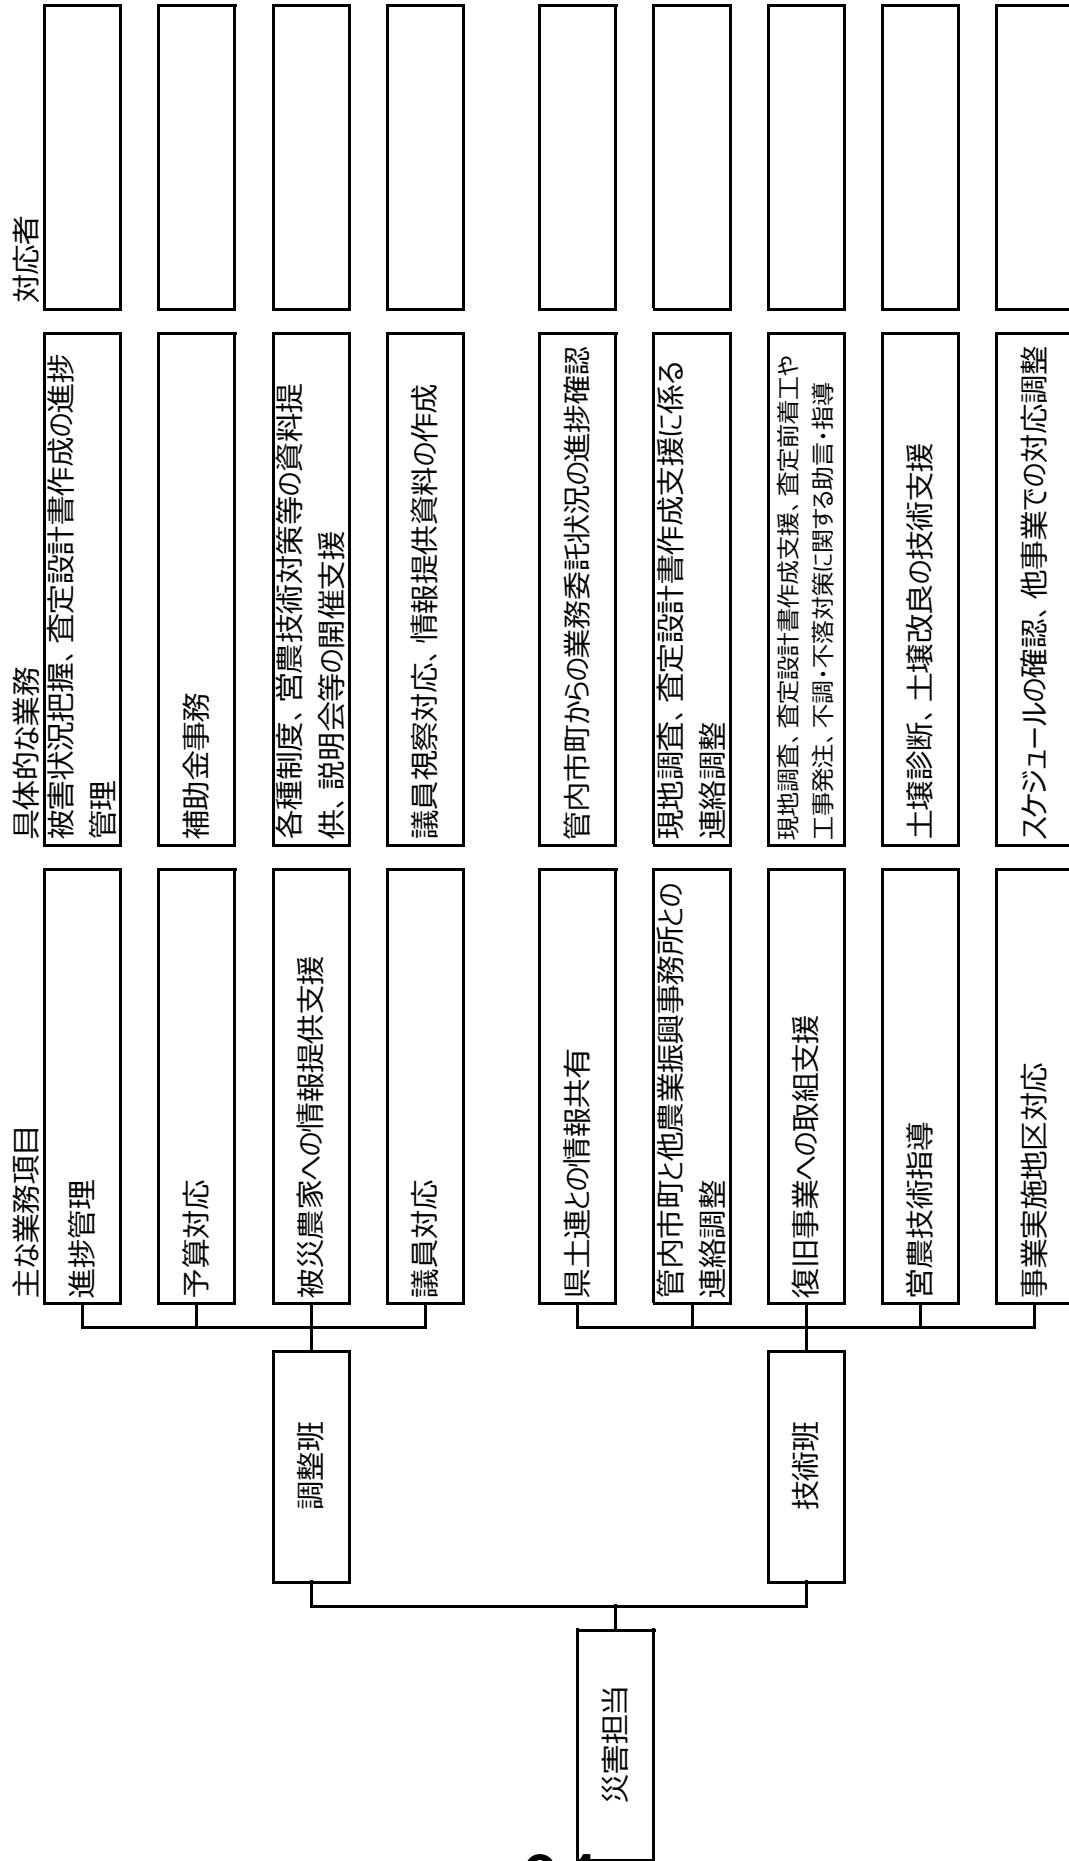 主な業務項目
具体的な業務
対応者
災害担当
調整班
進捗管理
被害状況把握、査定設計書作成の進捗
管理
予算対応
補助金事務
被災農家への情報提供支援
各種制度、営農技術対策等の資料提
供、説明会等の開催支援
議員対応
議員視察対応、情報提供資料の作成
技術班
県土連との情報共有
管内市町からの業務委託状況の進捗確認
管内市町と他農業振興事務所との
連絡調整
現地調査、査定設計書作成支援に係る
連絡調整
復旧事業への取組支援
現地調査、査定設計書作成支援、査定前着工や
工事発注、不調・不落対策に関する助言・指導
営農技術指導
土壌診断、土壌改良の技術支援
事業実施地区対応
スケジュールの確認、他事業での対応調整